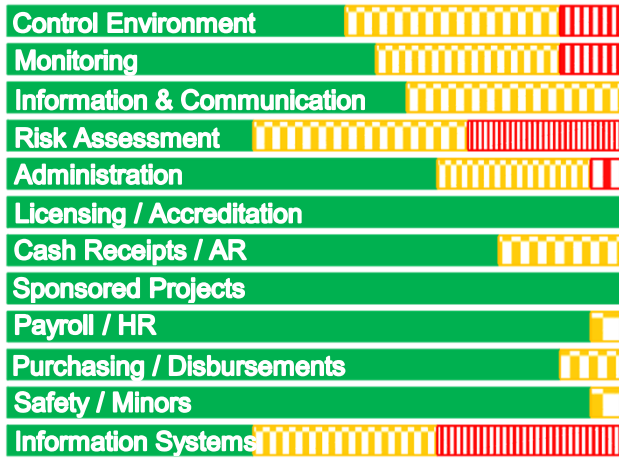 Control Environment
Monitoring
Information & Communication
Risk Assessment
Administration
Licensing / Accreditation
Cash Receipts / AR
Sponsored Projects
Payroll / HR
Purchasing / Disbursements
Safety / Minors
Information Systems